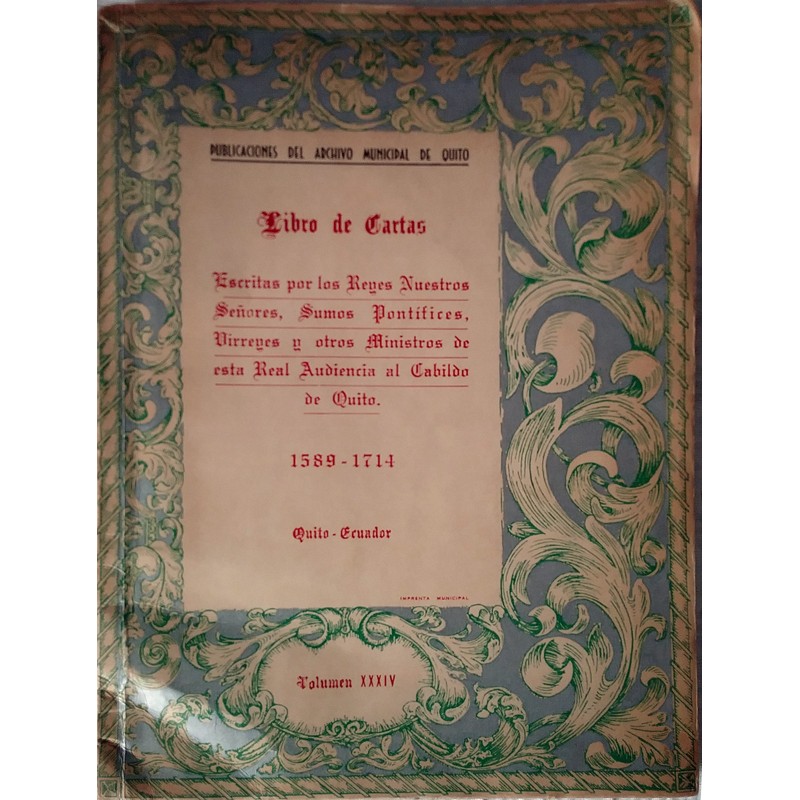 PUBLICACIONES DEL ARCHIVO MUNICIPAL DE QUITO
Libro de Cartas
Escritas por los Reyes Nuestros
Señores, Sumos Pontífices,
Virreyes y otros Ministros de
esta Real Audiencia al Cabildo
de Quito.
1589-1714
Quito-Ecuador
IMPRENTA MUNICIPAL
Volumen XXXIV